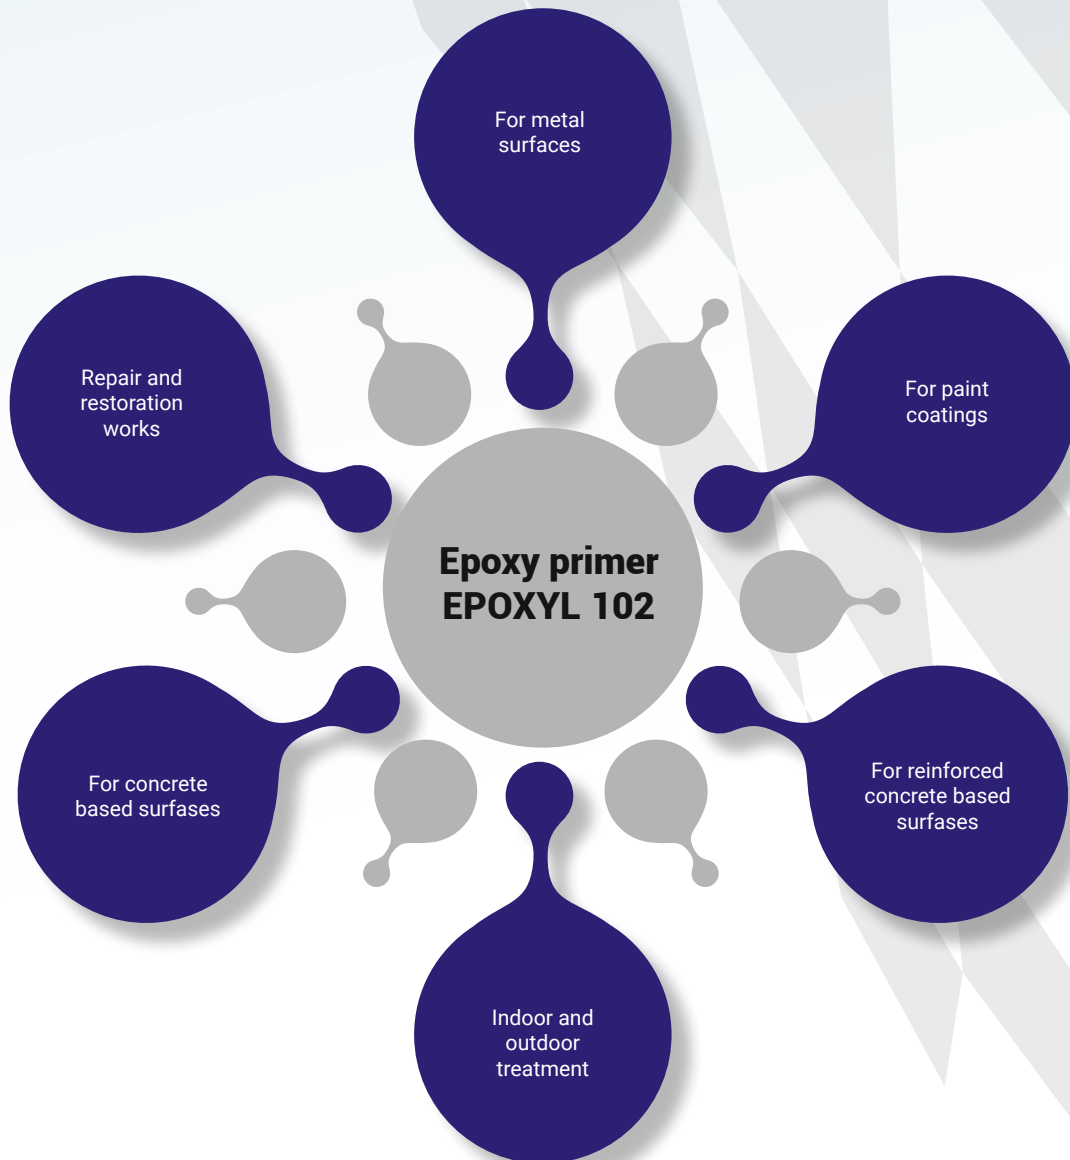 For metal
surfaces
Repair and
restoration
works
For paint
coatings
Epoxy primer
EPOXYL 102
For concrete
based surfases
For reinforced
concrete based
surfases
Indoor and
outdoor
treatment